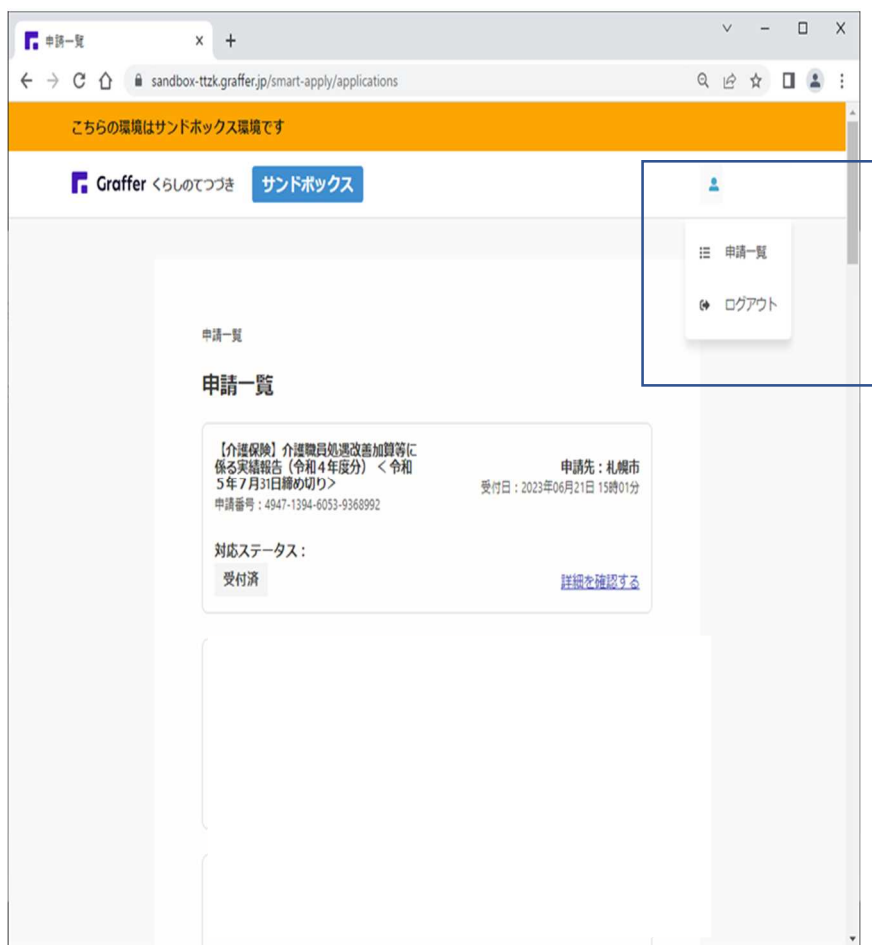 申請一覧
sandbox-ttzk.graffer.jp/smart-apply/applications
こちらの環境はサンドボックス環境です
Graffer くらしのてつづき サンドボックス
申請一覧
ログアウト
申請一覧
申請一覧
【介護保険】介護職員処遇改善加算等に
係る実績報告（令和４年度分）＜令和
５年７月31日締め切り＞
申請番号：4947-1394-6053-9368992
申請先：札幌市
受付日：2023年06月21日 15時01分
対応ステータス：
受付済
詳細を確認する